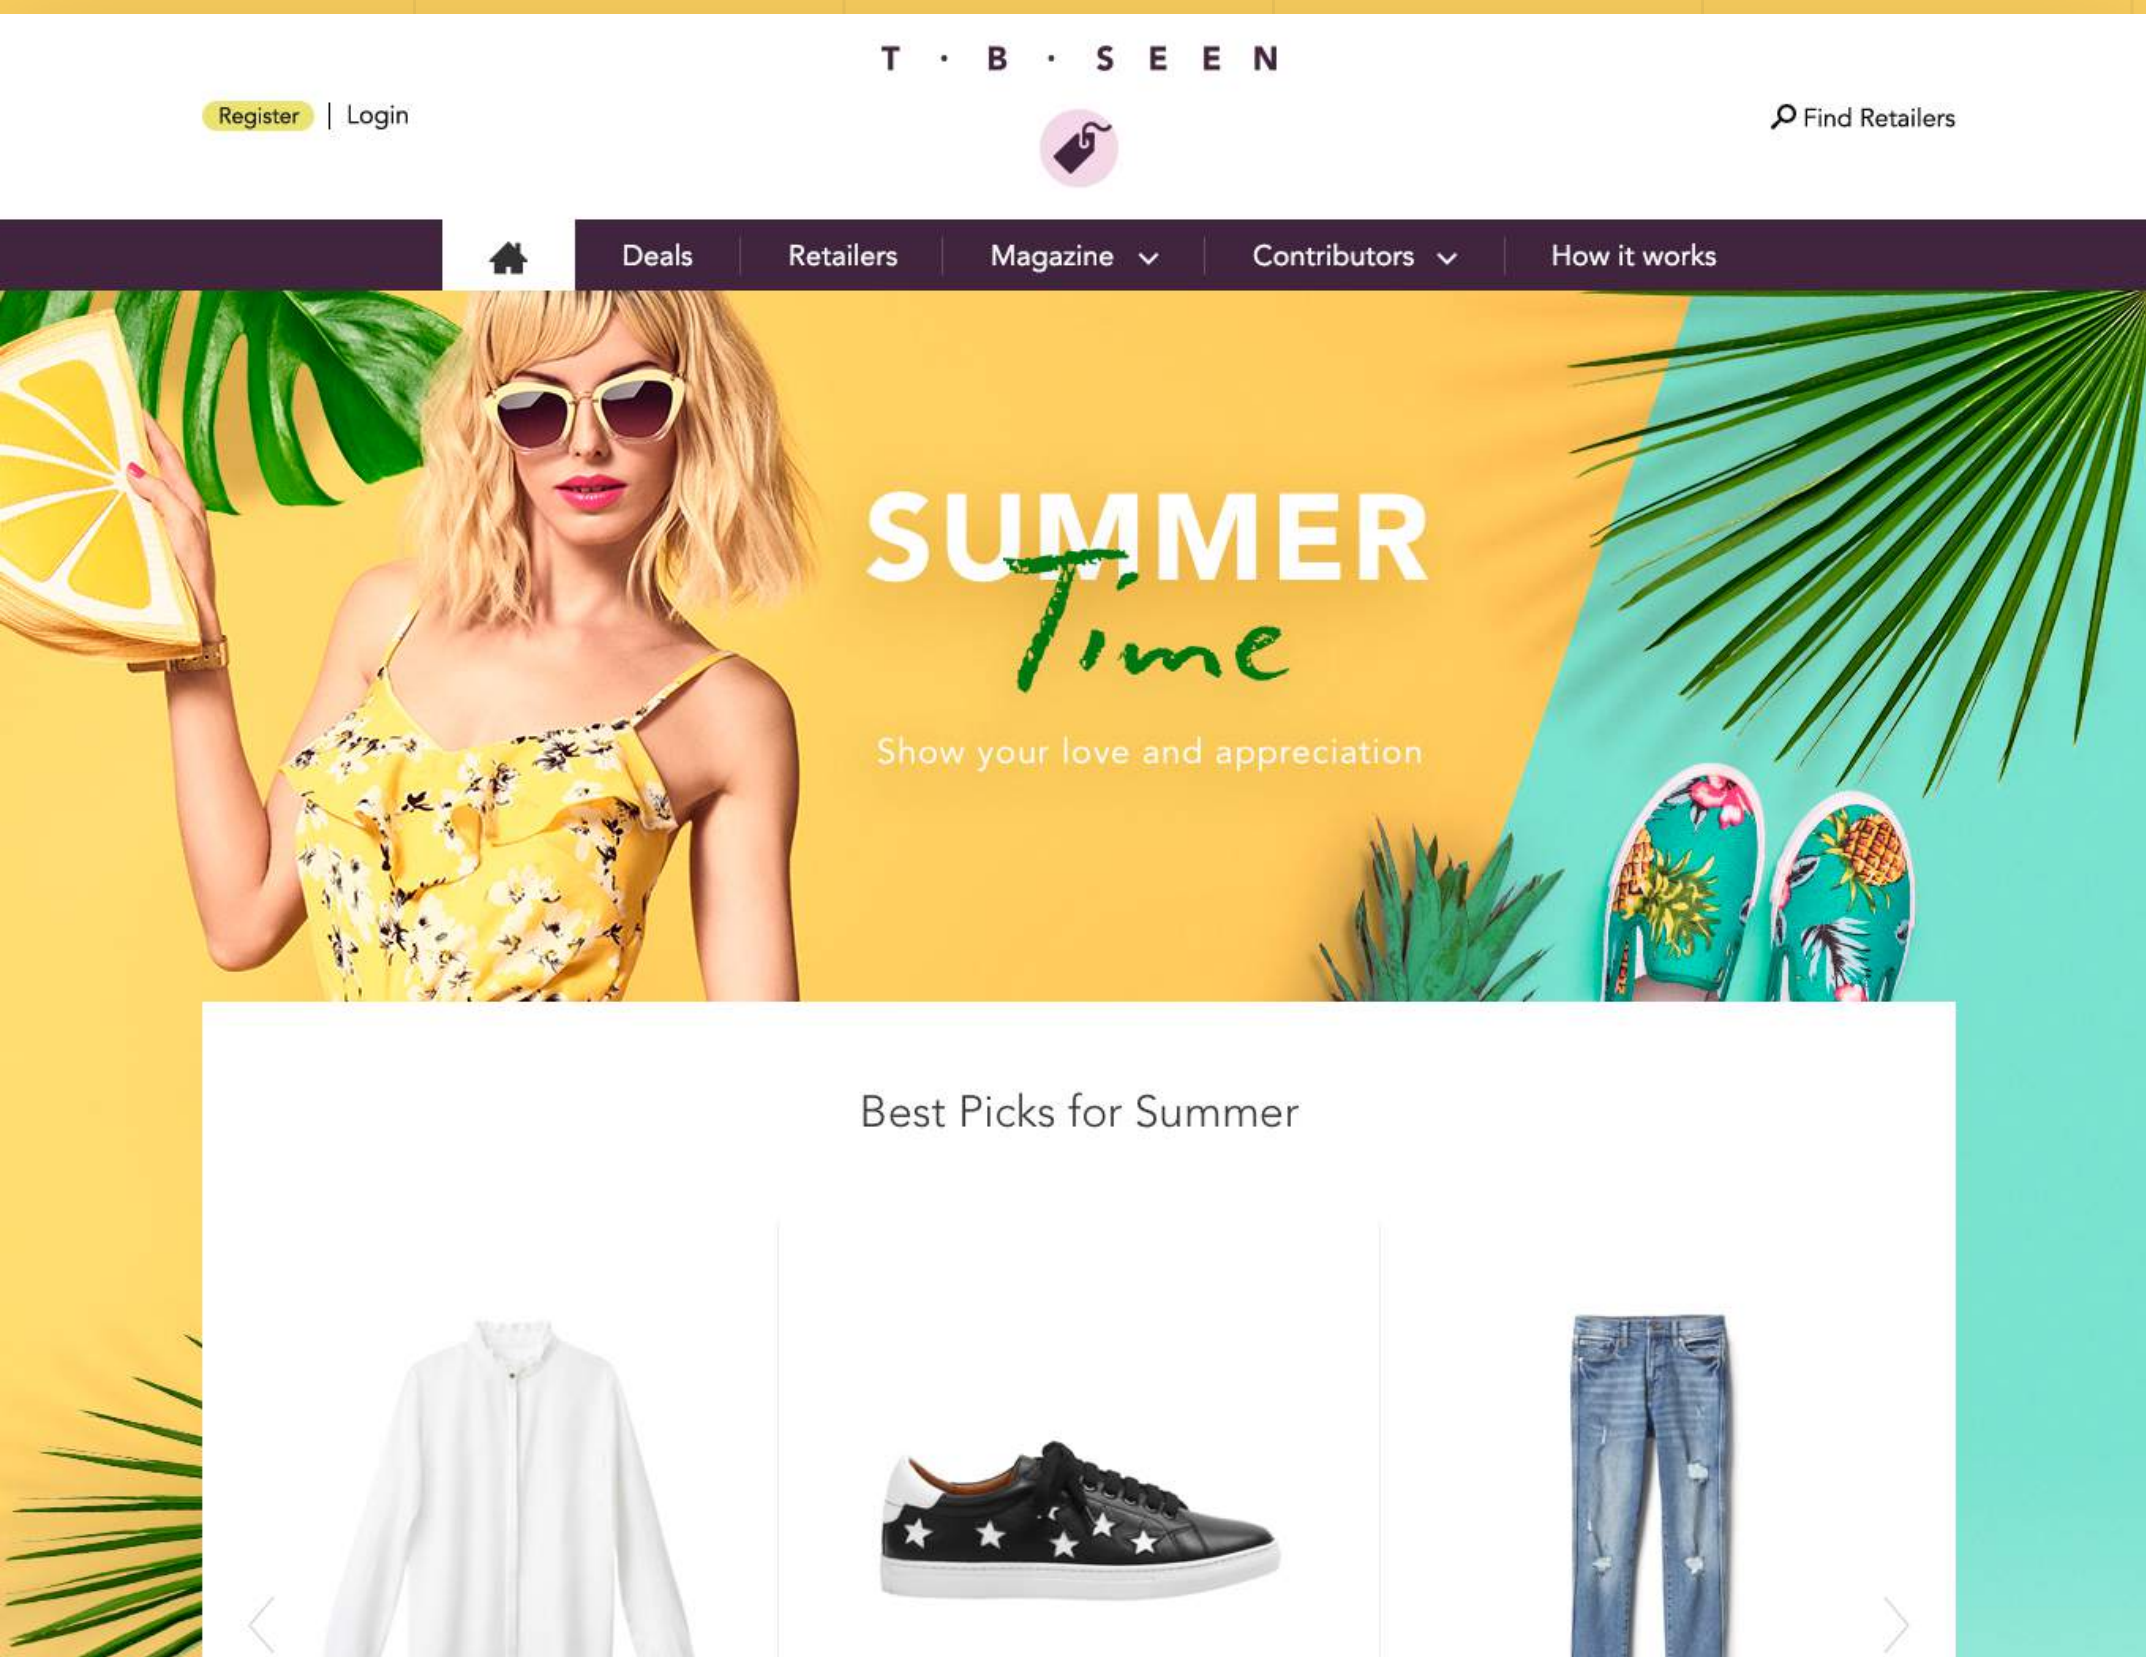 T · B · SEEN
Register | Login
Find Retailers
Deals
Retailers
Magazine
Contributors
How it works
SUMMER
Time
Show your love and appreciation
Best Picks for Summer